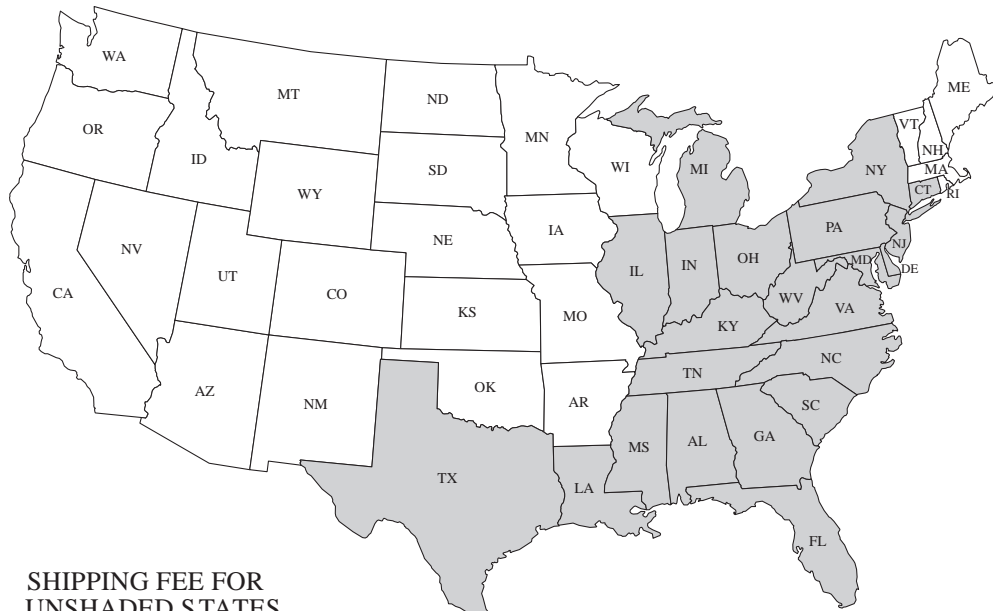 WA
MT
ND
MN
ME
OR
ID
SD
WI
MI
VT
NH
NY
MA
CT
RI
WY
IA
NE
PA
NV
UT
CO
IL
IN
OH
NJ
MD
DE
CA
KS
MO
WV
VA
KY
AZ
NM
OK
AR
TN
NC
SC
MS
AL
GA
TX
LA
FL
SHIPPING FEE FOR
UNSHADED STATES